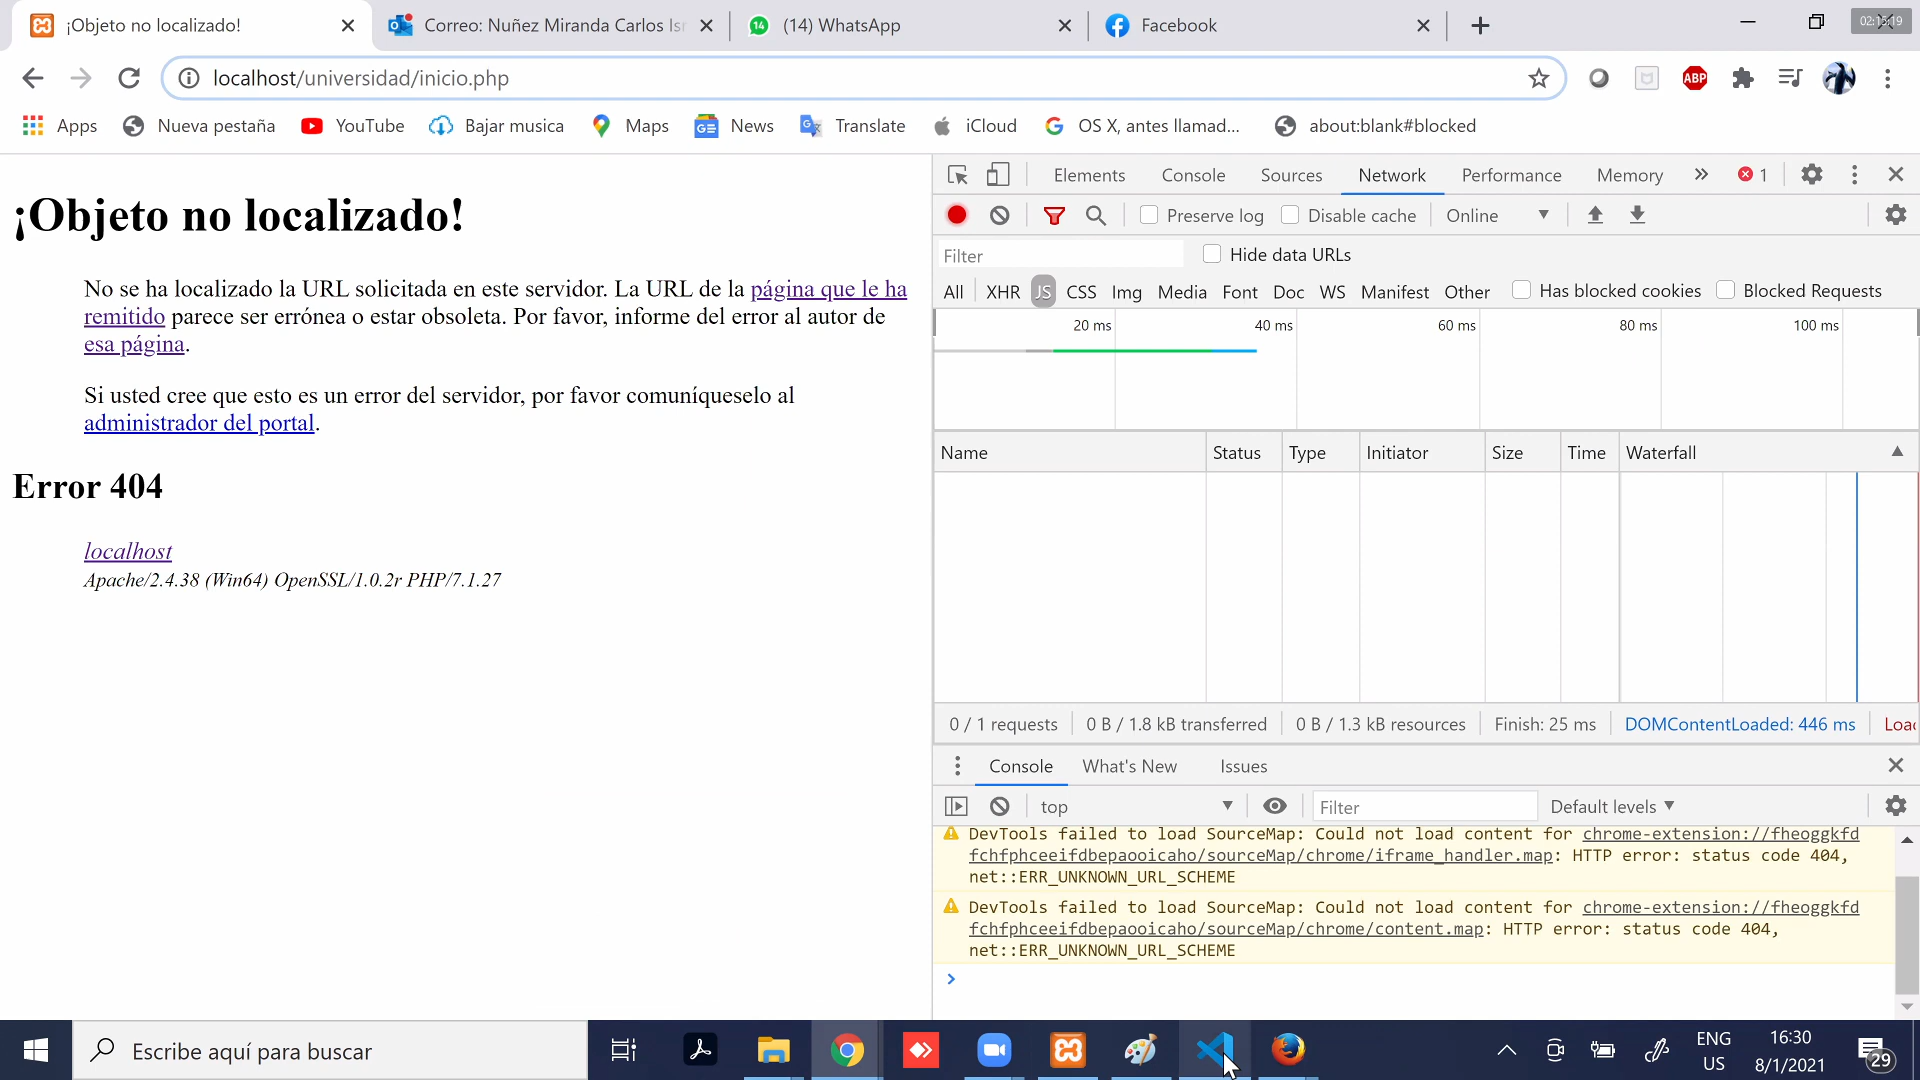 ¡Objeto no localizado!
Correo: Nuñez Miranda Carlos Isr
(14) WhatsApp
Facebook
02:15:19
localhost/universidad/inicio.php
ABP
Apps
Nueva pestaña
YouTube
Bajar musica
Maps
News
Translate
iCloud
OS X, antes llamad...
about:blank#blocked
¡Objeto no localizado!
No se ha localizado la URL solicitada en este servidor. La URL de la página que le ha
remitido parece ser errónea o estar obsoleta. Por favor, informe del error al autor de
esa página.
Si usted cree que esto es un error del servidor, por favor comuníqueselo al
administrador del portal.
Error 404
localhost
Apache/2.4.38 (Win64) OpenSSL/1.0.2r PHP/7.1.27
Elements Console Sources Network Performance Memory 1
Preserve log Disable cache Online
Filter Hide data URLs
All XHR JS CSS Img Media Font Doc WS Manifest Other Has blocked cookies Blocked Requests
20 ms 40 ms 60 ms 80 ms 100 ms
Name Status Type Initiator Size Time Waterfall
0 / 1 requests 0 B / 1.8 kB transferred 0 B / 1.3 kB resources Finish: 25 ms DOMContentLoaded: 446 ms Loa
Console What's New Issues
top Filter Default levels
DevTools failed to load SourceMap: Could not load content for chrome-extension://fheoggkfd
fchfphceeifdbepaooicaho/sourceMap/chrome/iframe_handler.map: HTTP error: status code 404,
net::ERR_UNKNOWN_URL_SCHEME
DevTools failed to load SourceMap: Could not load content for chrome-extension://fheoggkfd
fchfphceeifdbepaooicaho/sourceMap/chrome/content.map: HTTP error: status code 404,
net::ERR_UNKNOWN_URL_SCHEME
Escribe aquí para buscar
ENG
US
16:30
8/1/2021
29